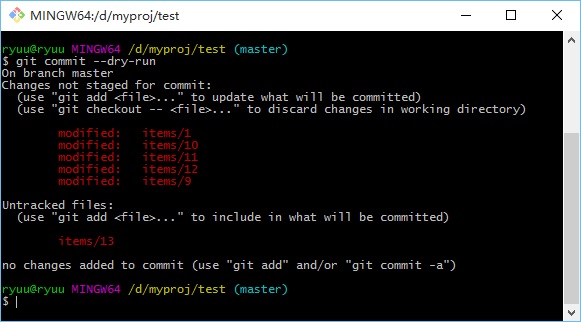 MINGW64:/d/myproj/test
ryuu@ryuu MINGW64 /d/myproj/test (master)
$ git commit --dry-run
On branch master
Changes not staged for commit:
  (use "git add <file>..." to update what will be committed)
  (use "git checkout -- <file>..." to discard changes in working directory)
        modified:   items/1
        modified:   items/10
        modified:   items/11
        modified:   items/12
        modified:   items/9
Untracked files:
  (use "git add <file>..." to include in what will be committed)
        items/13
no changes added to commit (use "git add" and/or "git commit -a")
ryuu@ryuu MINGW64 /d/myproj/test (master)
$